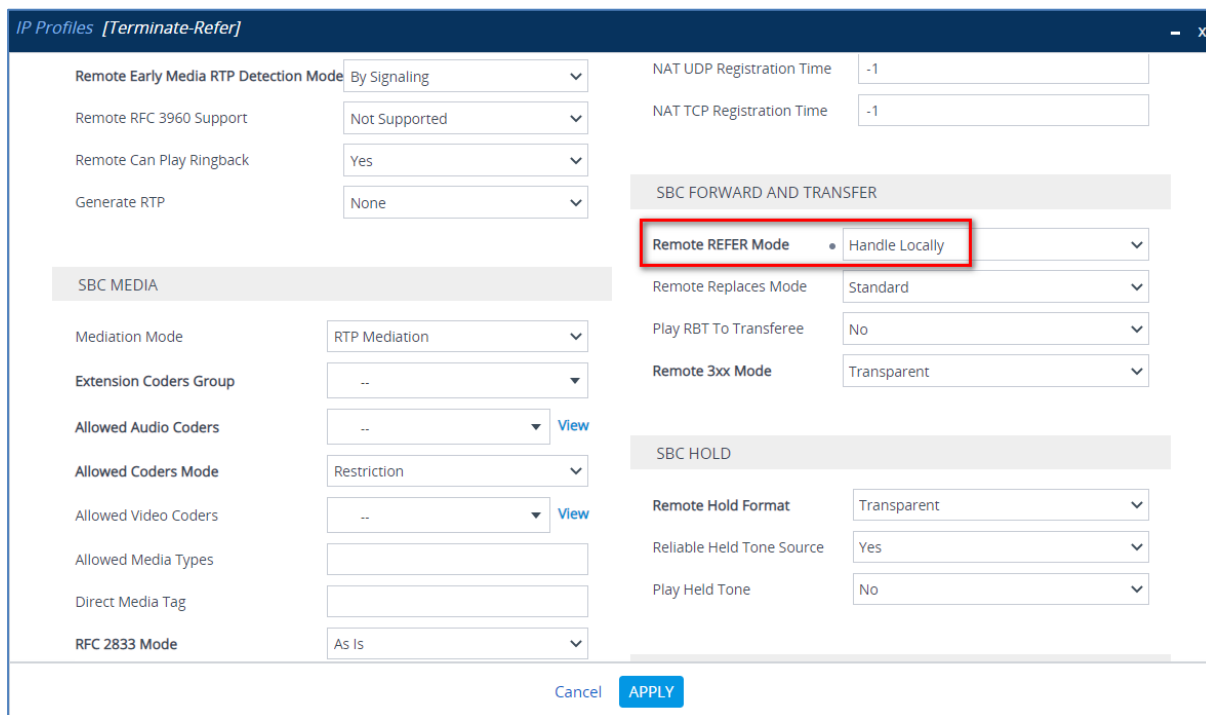 IP Profiles [Terminate-Refer]
– x
Remote Early Media RTP Detection Mode By Signaling
Remote RFC 3960 Support Not Supported
Remote Can Play Ringback Yes
Generate RTP None
SBC MEDIA
Mediation Mode RTP Mediation
Extension Coders Group --
Allowed Audio Coders -- View
Allowed Coders Mode Restriction
Allowed Video Coders -- View
Allowed Media Types
Direct Media Tag
RFC 2833 Mode As Is
NAT UDP Registration Time -1
NAT TCP Registration Time -1
SBC FORWARD AND TRANSFER
Remote REFER Mode • Handle Locally
Remote Replaces Mode Standard
Play RBT To Transferee No
Remote 3xx Mode Transparent
SBC HOLD
Remote Hold Format Transparent
Reliable Held Tone Source Yes
Play Held Tone No
Cancel APPLY